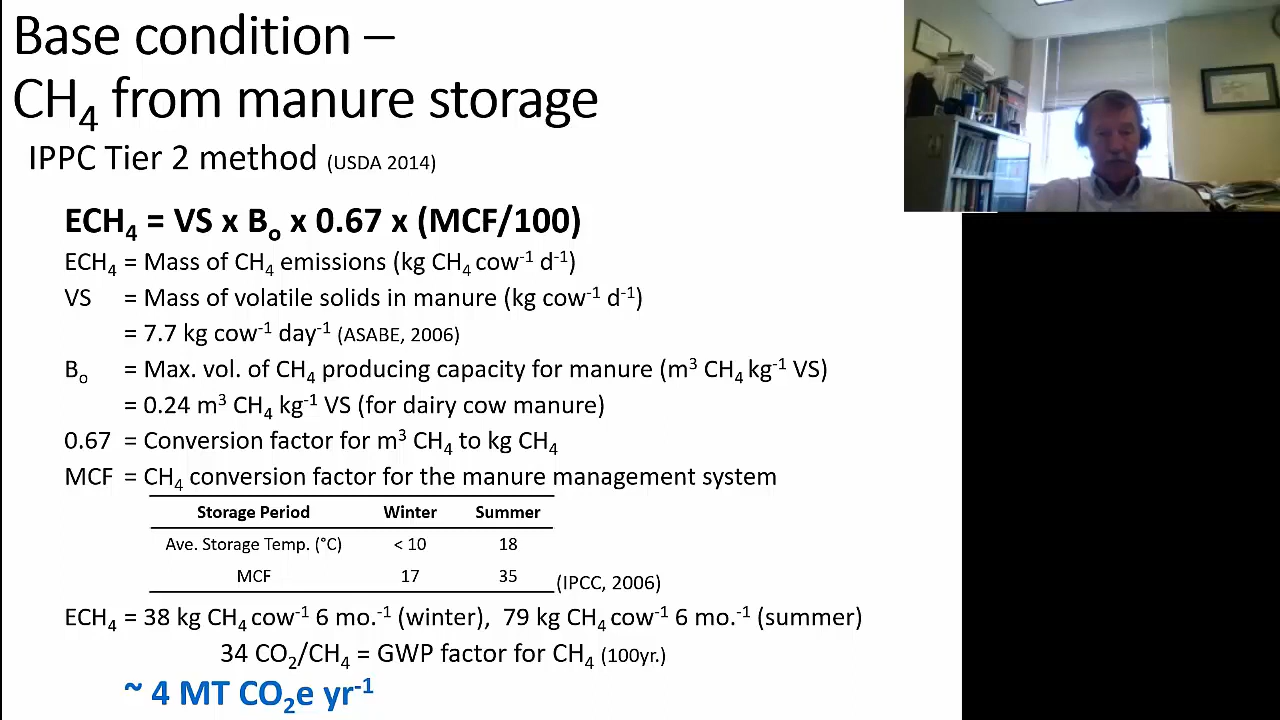 Base condition –
CH₄ from manure storage
IPPC Tier 2 method (USDA 2014)
ECH₄ = VS x Bₒ x 0.67 x (MCF/100)
ECH₄ = Mass of CH₄ emissions (kg CH₄ cow⁻¹ d⁻¹)
VS = Mass of volatile solids in manure (kg cow⁻¹ d⁻¹)
= 7.7 kg cow⁻¹ day⁻¹ (ASABE, 2006)
Bₒ = Max. vol. of CH₄ producing capacity for manure (m³ CH₄ kg⁻¹ VS)
= 0.24 m³ CH₄ kg⁻¹ VS (for dairy cow manure)
0.67 = Conversion factor for m³ CH₄ to kg CH₄
MCF = CH₄ conversion factor for the manure management system
Storage Period Winter Summer
Ave. Storage Temp. (°C) < 10 18
MCF 17 35
(IPCC, 2006)
ECH₄ = 38 kg CH₄ cow⁻¹ 6 mo.⁻¹ (winter), 79 kg CH₄ cow⁻¹ 6 mo.⁻¹ (summer)
34 CO₂/CH₄ = GWP factor for CH₄ (100yr.)
~ 4 MT CO₂e yr⁻¹